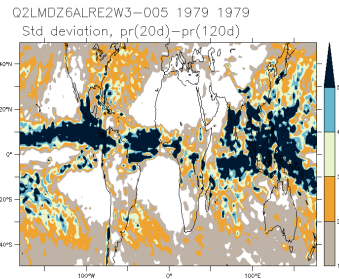 Q2LMDZ6ALRE2W3-005 1979 1979
Std deviation, pr(20d)-pr(120d)
40°N
20°N
0°
20°S
40°S
100°W
0°
100°E
5
4
3
2
1